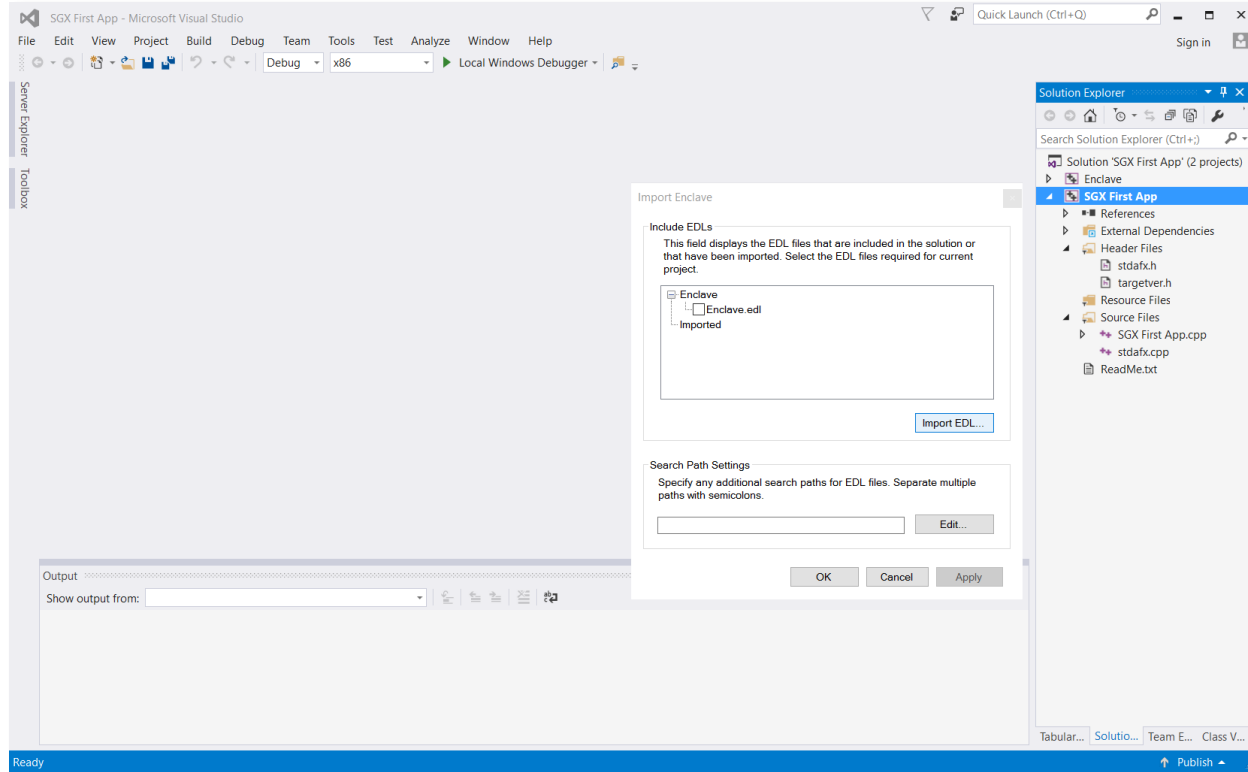 SGX First App - Microsoft Visual Studio
Quick Launch (Ctrl+Q)
File Edit View Project Build Debug Team Tools Test Analyze Window Help
Sign in
Debug x86 Local Windows Debugger
Server Explorer
Toolbox
Import Enclave
Include EDLs
This field displays the EDL files that are included in the solution or
that have been imported. Select the EDL files required for current
project.
Enclave
Enclave.edl
Imported
Import EDL...
Search Path Settings
Specify any additional search paths for EDL files. Separate multiple
paths with semicolons.
Edit...
OK Cancel Apply
Output
Show output from:
Solution Explorer
Search Solution Explorer (Ctrl+;)
Solution 'SGX First App' (2 projects)
Enclave
SGX First App
References
External Dependencies
Header Files
stdafx.h
targetver.h
Resource Files
Source Files
SGX First App.cpp
stdafx.cpp
ReadMe.txt
Tabular... Solutio... Team E... Class V...
Ready
Publish